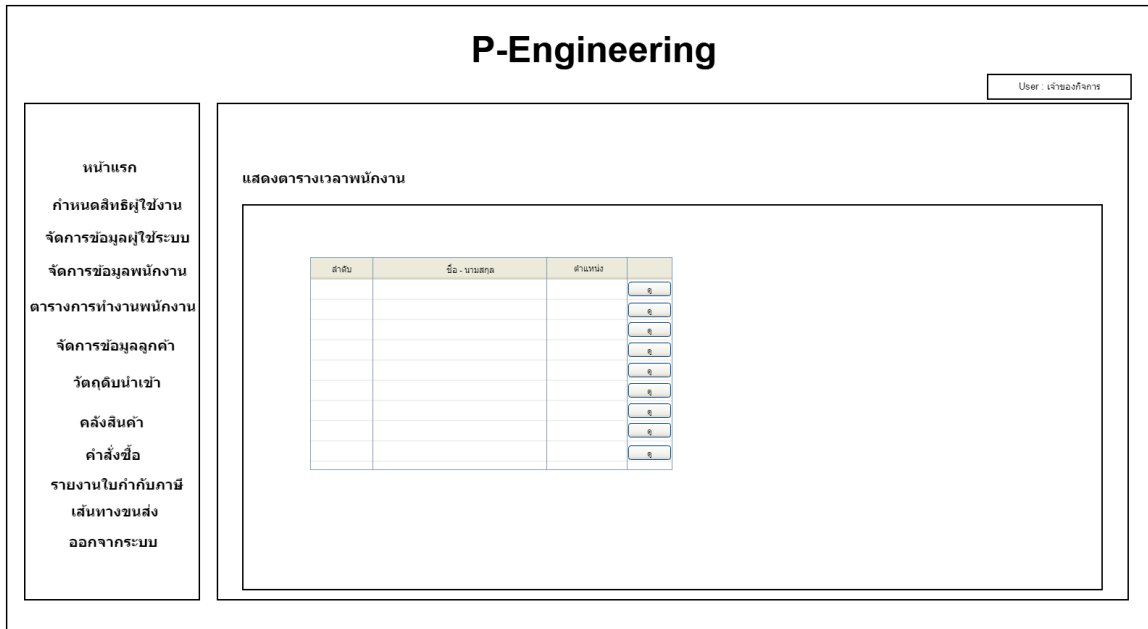 P-Engineering
User : เจ้าของกิจการ
หน้าแรก
กำหนดสิทธิผู้ใช้งาน
จัดการข้อมูลผู้ใช้ระบบ
จัดการข้อมูลพนักงาน
ตารางการทำงานพนักงาน
จัดการข้อมูลลูกค้า
วัตถุดิบนำเข้า
คลังสินค้า
คำสั่งซื้อ
รายงานใบกำกับภาษี
เส้นทางขนส่ง
ออกจากระบบ
แสดงตารางเวลาพนักงาน
ลำดับ ชื่อ - นามสกุล ตำแหน่ง
ดู
ดู
ดู
ดู
ดู
ดู
ดู
ดู
ดู